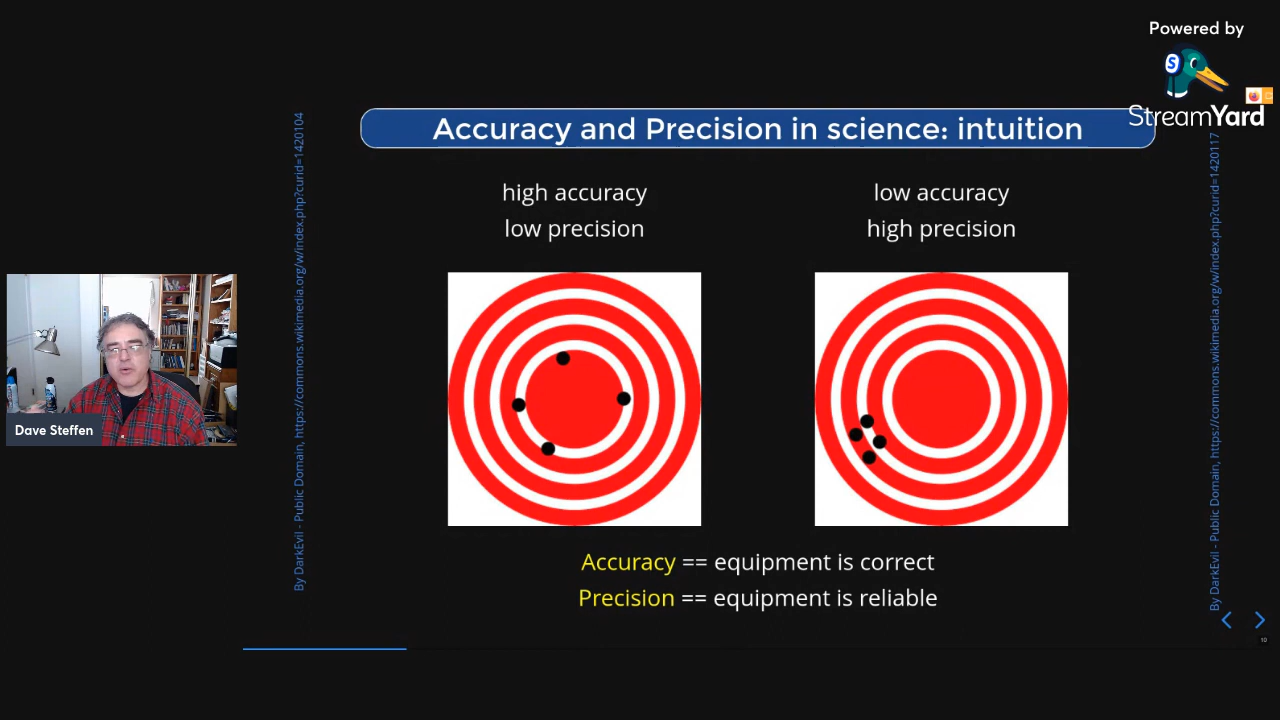 Powered by
S
StreamYard
Accuracy and Precision in science: intuition
high accuracy
low precision
low accuracy
high precision
By DarkEvil - Public Domain, https://commons.wikimedia.org/w/index.php?curid=1420104
By DarkEvil - Public Domain, https://commons.wikimedia.org/w/index.php?curid=1420117
Dave Steffen
Accuracy == equipment is correct
Precision == equipment is reliable
10